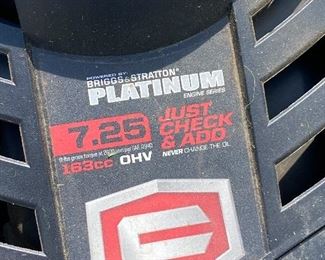 POWERED BY:
BRIGGS & STRATTON®
PLATINUM
ENGINE SERIES
7.25
163cc OHV
JUST
CHECK
& ADD
NEVER CHANGE THE OIL